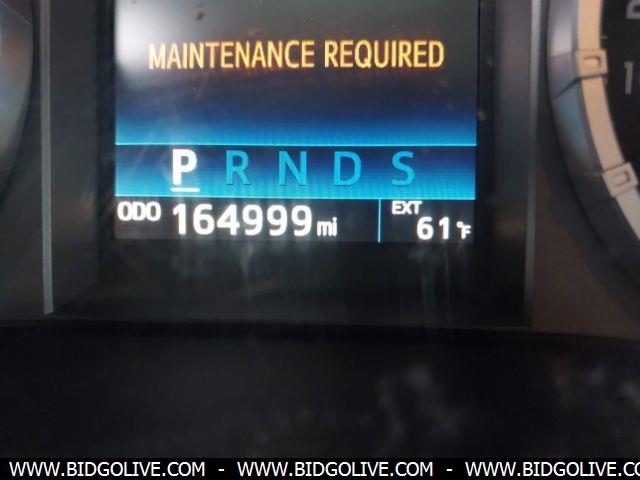 MAINTENANCE REQUIRED
P R N D S
ODO 164999 mi EXT 61°F
WWW.BIDGOLIVE.COM - WWW.BIDGOLIVE.COM - WWW.BIDGOLIVE.CO